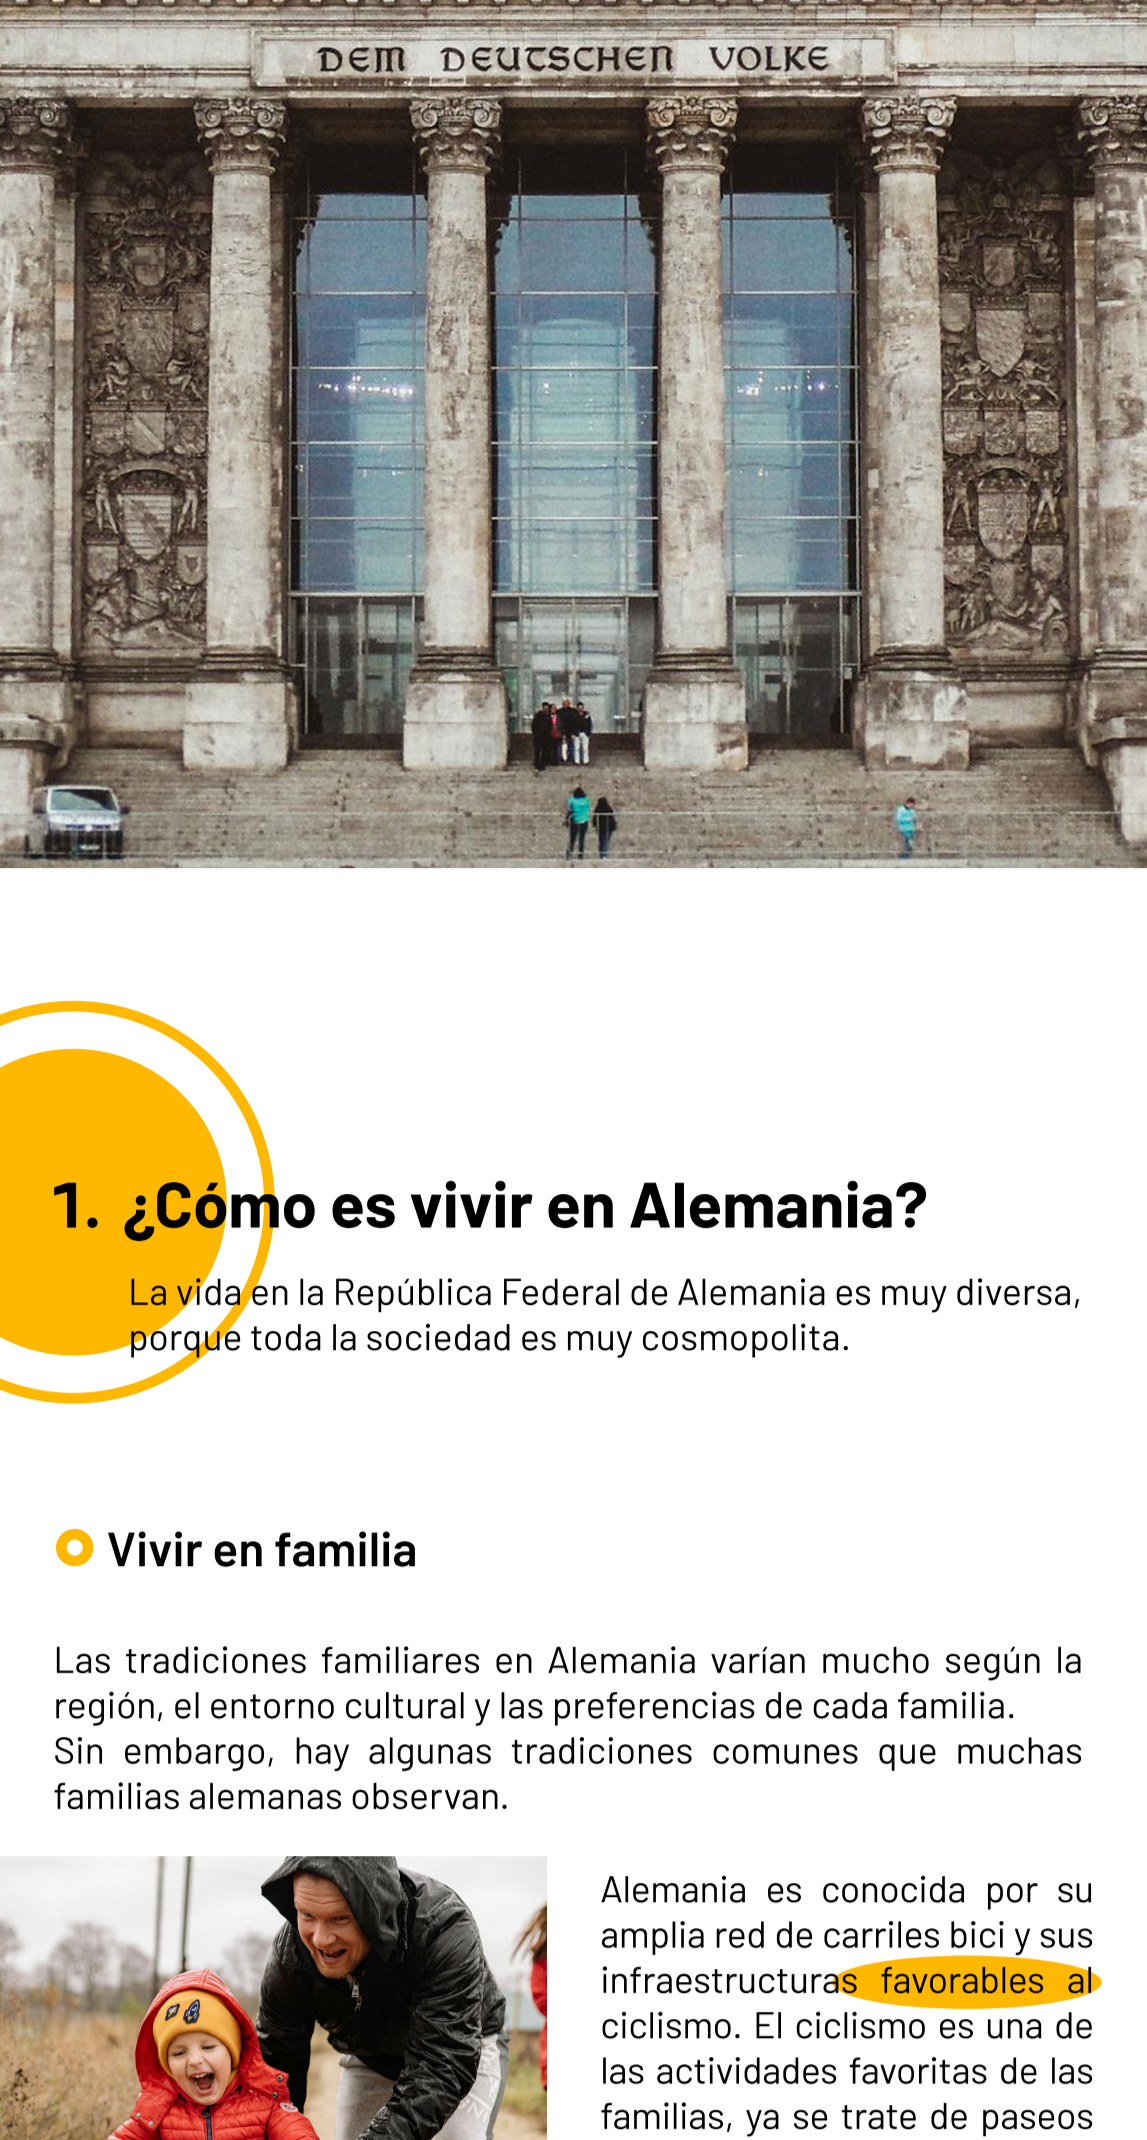 DEM DEUTSCHEN VOLKE
1. ¿Cómo es vivir en Alemania?
La vida en la República Federal de Alemania es muy diversa,
porque toda la sociedad es muy cosmopolita.
Vivir en familia
Las tradiciones familiares en Alemania varían mucho según la
región, el entorno cultural y las preferencias de cada familia.
Sin embargo, hay algunas tradiciones comunes que muchas
familias alemanas observan.
Alemania es conocida por su
amplia red de carriles bici y sus
infraestructuras favorables al
ciclismo. El ciclismo es una de
las actividades favoritas de las
familias, ya se trate de paseos